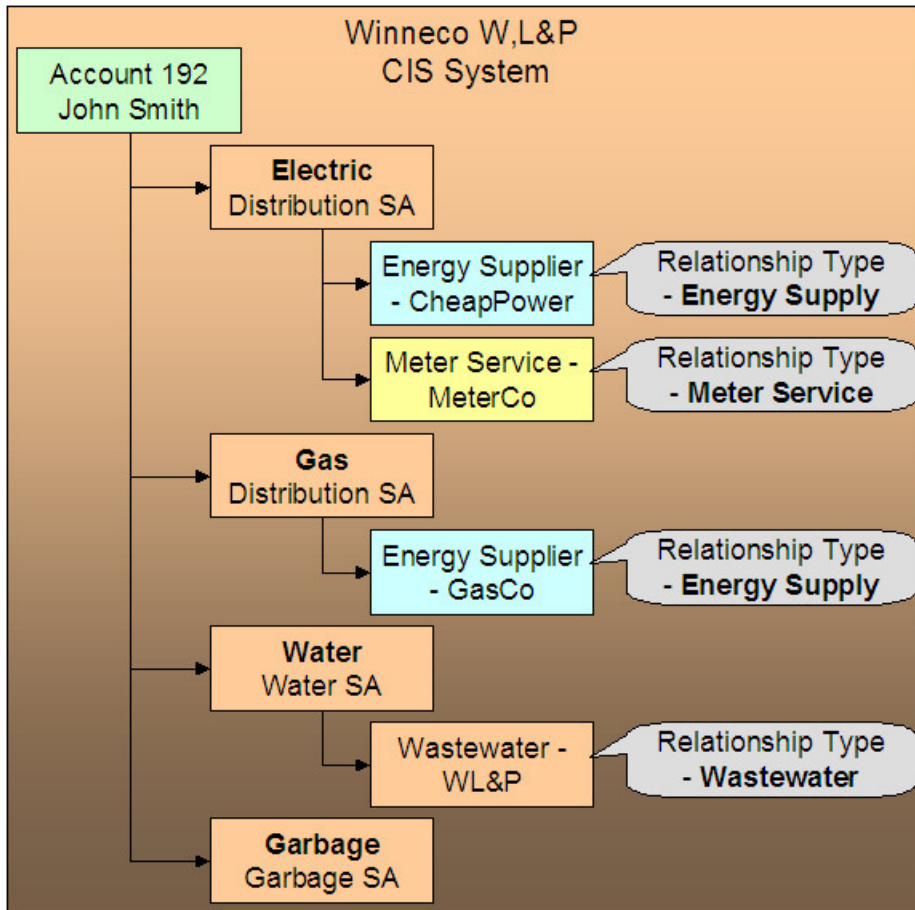 Winneco W,L&P
CIS System
Account 192
John Smith
Electric
Distribution SA
Energy Supplier
- CheapPower
Relationship Type
- Energy Supply
Meter Service -
MeterCo
Relationship Type
- Meter Service
Gas
Distribution SA
Energy Supplier
- GasCo
Relationship Type
- Energy Supply
Water
Water SA
Wastewater -
WL&P
Relationship Type
- Wastewater
Garbage
Garbage SA